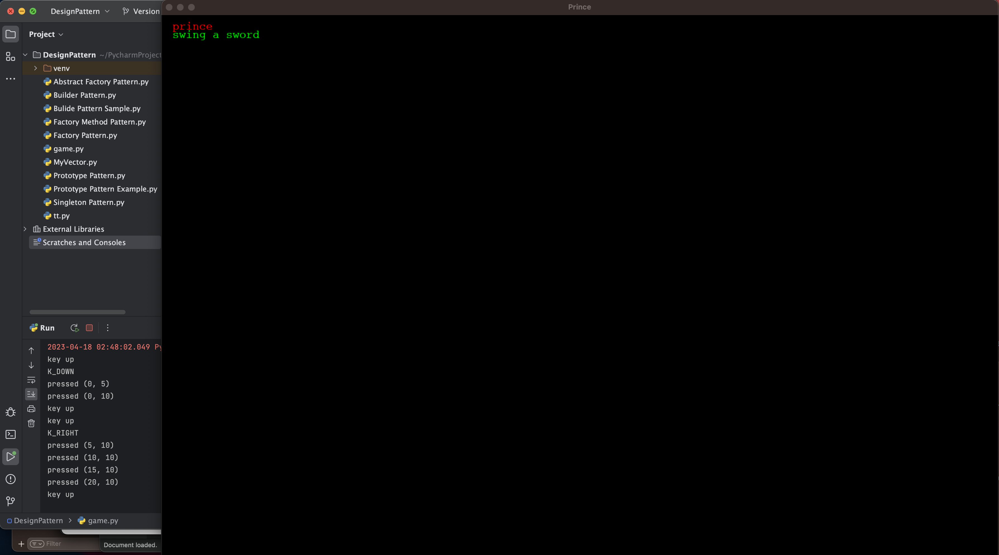 DesignPattern
Version
Project
DesignPattern ~/PycharmProject
venv
Abstract Factory Pattern.py
Builder Pattern.py
Bulide Pattern Sample.py
Factory Method Pattern.py
Factory Pattern.py
game.py
MyVector.py
Prototype Pattern.py
Prototype Pattern Example.py
Singleton Pattern.py
tt.py
External Libraries
Scratches and Consoles
Run
2023-04-18 02:48:02.049 Py
key up
K_DOWN
pressed (0, 5)
pressed (0, 10)
key up
key up
K_RIGHT
pressed (5, 10)
pressed (10, 10)
pressed (15, 10)
pressed (20, 10)
key up
DesignPattern > game.py
Filter
Document loaded.
Prince
prince
swing a sword